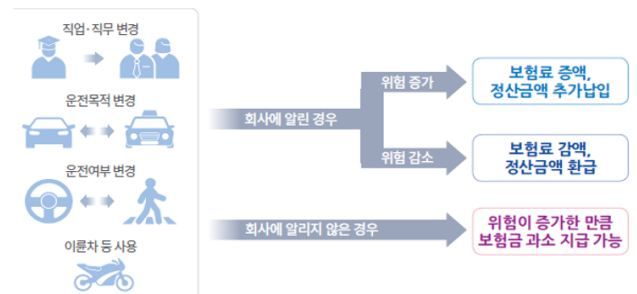 직업·직무 변경
운전목적 변경
운전여부 변경
이륜차 등 사용
회사에 알린 경우
위험 증가
보험료 증액,
정산금액 추가납입
위험 감소
보험료 감액,
정산금액 환급
회사에 알리지 않은 경우
위험이 증가한 만큼
보험금 과소 지급 가능